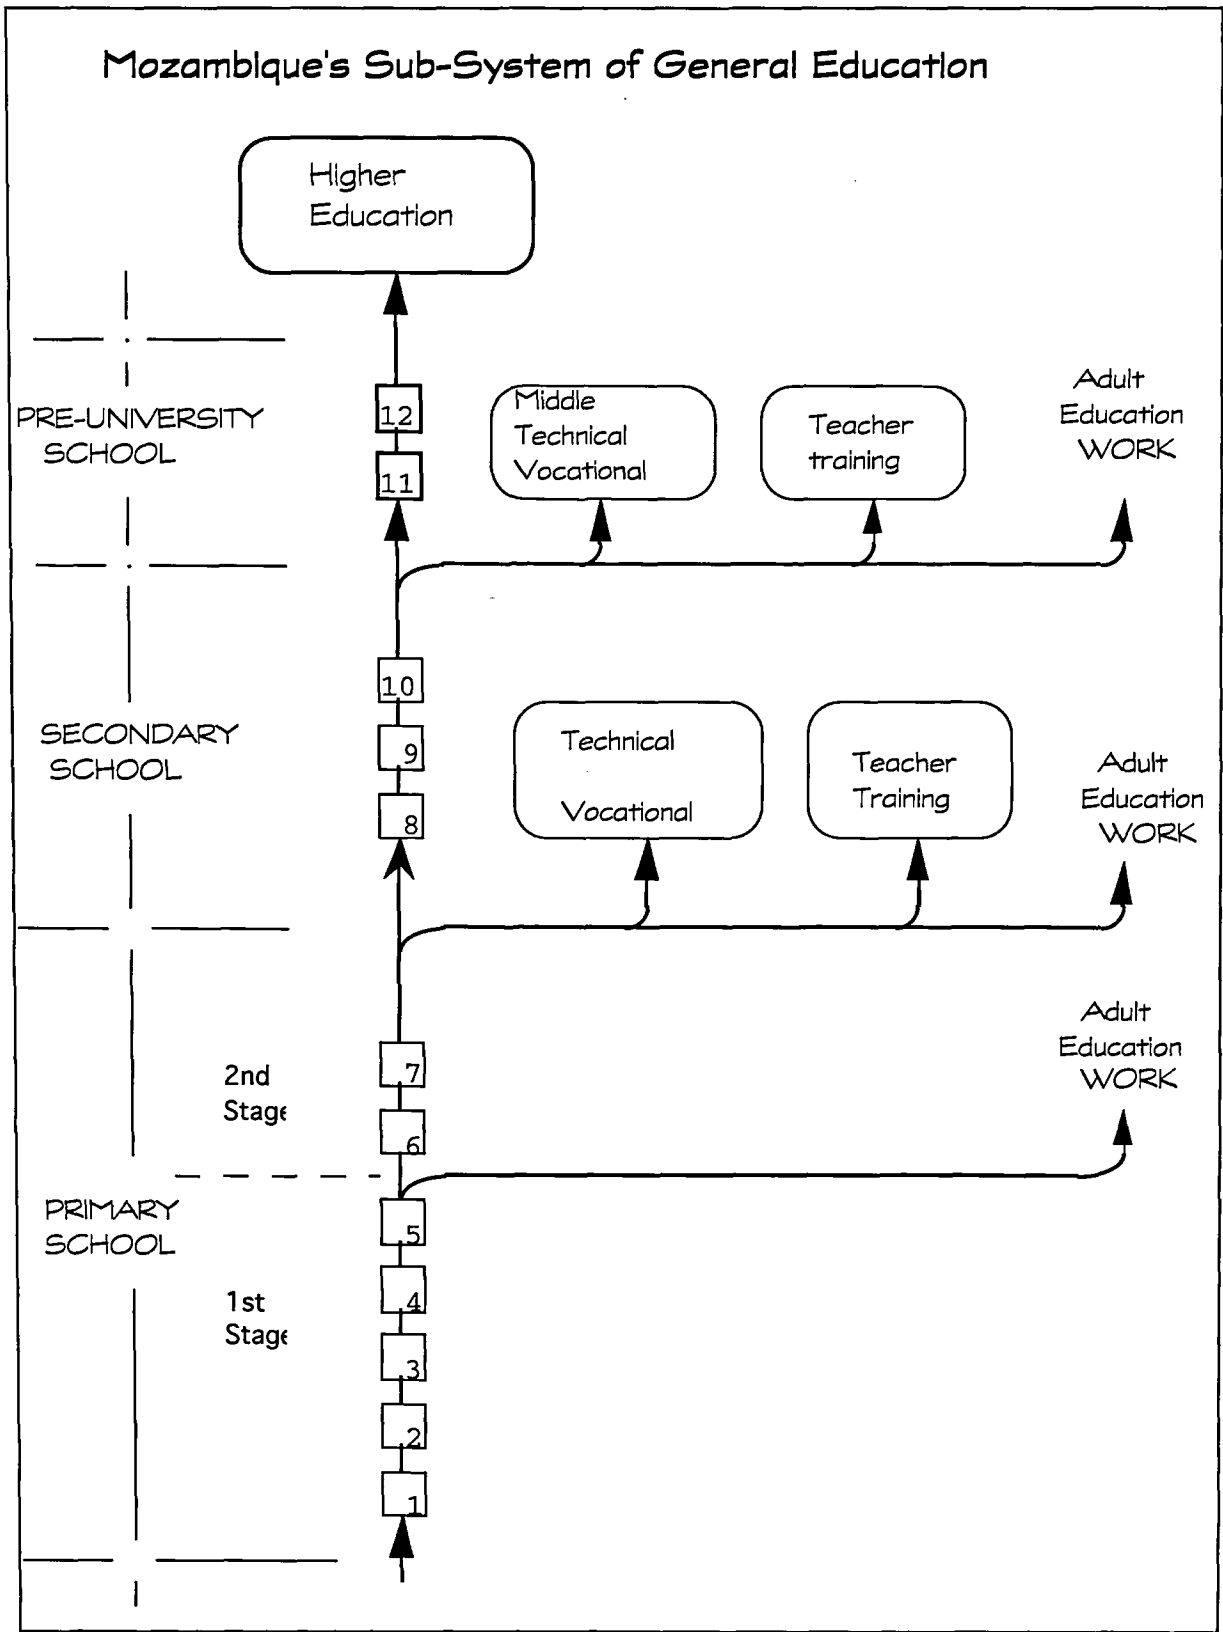 Mozambique's Sub-System of General Education
Higher
Education
PRE-UNIVERSITY
SCHOOL
12
11
Middle
Technical
Vocational
Teacher
training
Adult
Education
WORK
SECONDARY
SCHOOL
10
9
8
Technical
Vocational
Teacher
Training
Adult
Education
WORK
2nd
Stage
7
6
Adult
Education
WORK
PRIMARY
SCHOOL
5
1st
Stage
4
3
2
1